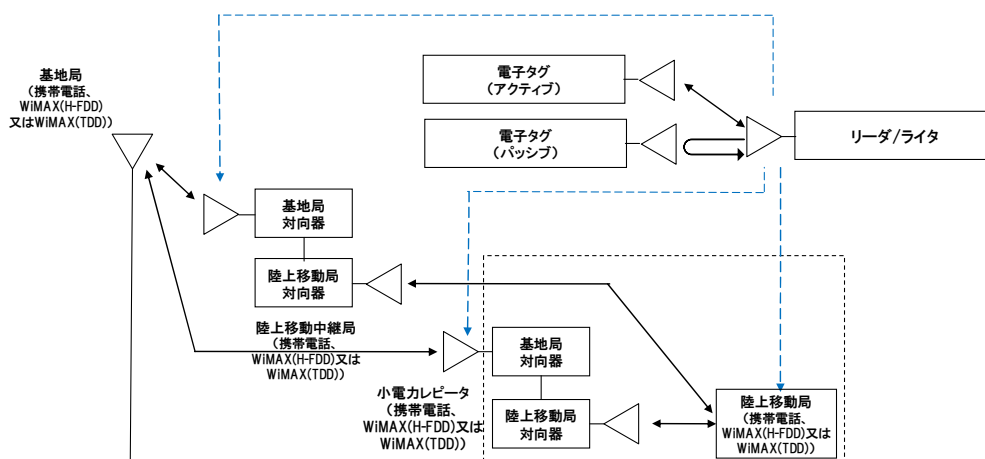 基地局
(携帯電話、
WiMAX(H-FDD)
又はWiMAX(TDD))
電子タグ
(アクティブ)
電子タグ
(パッシブ)
リーダ/ライタ
基地局
対向器
陸上移動局
対向器
陸上移動中継局
(携帯電話、
WiMAX(H-FDD)又は
WiMAX(TDD))
基地局
対向器
小電力レピータ
(携帯電話、
WiMAX(H-FDD)又は
WiMAX(TDD))
陸上移動局
対向器
陸上移動局
(携帯電話、
WiMAX(H-FDD)又は
WiMAX(TDD))